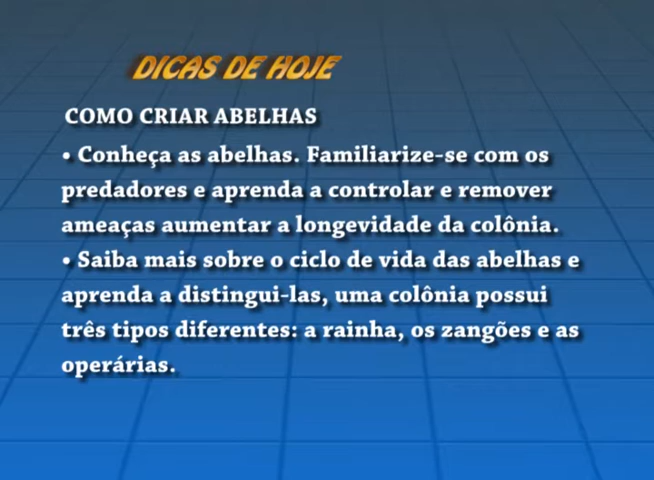 DICAS DE HOJE
COMO CRIAR ABELHAS
• Conheça as abelhas. Familiarize-se com os
predadores e aprenda a controlar e remover
ameaças aumentar a longevidade da colônia.
• Saiba mais sobre o ciclo de vida das abelhas e
aprenda a distingui-las, uma colônia possui
três tipos diferentes: a rainha, os zangões e as
operárias.